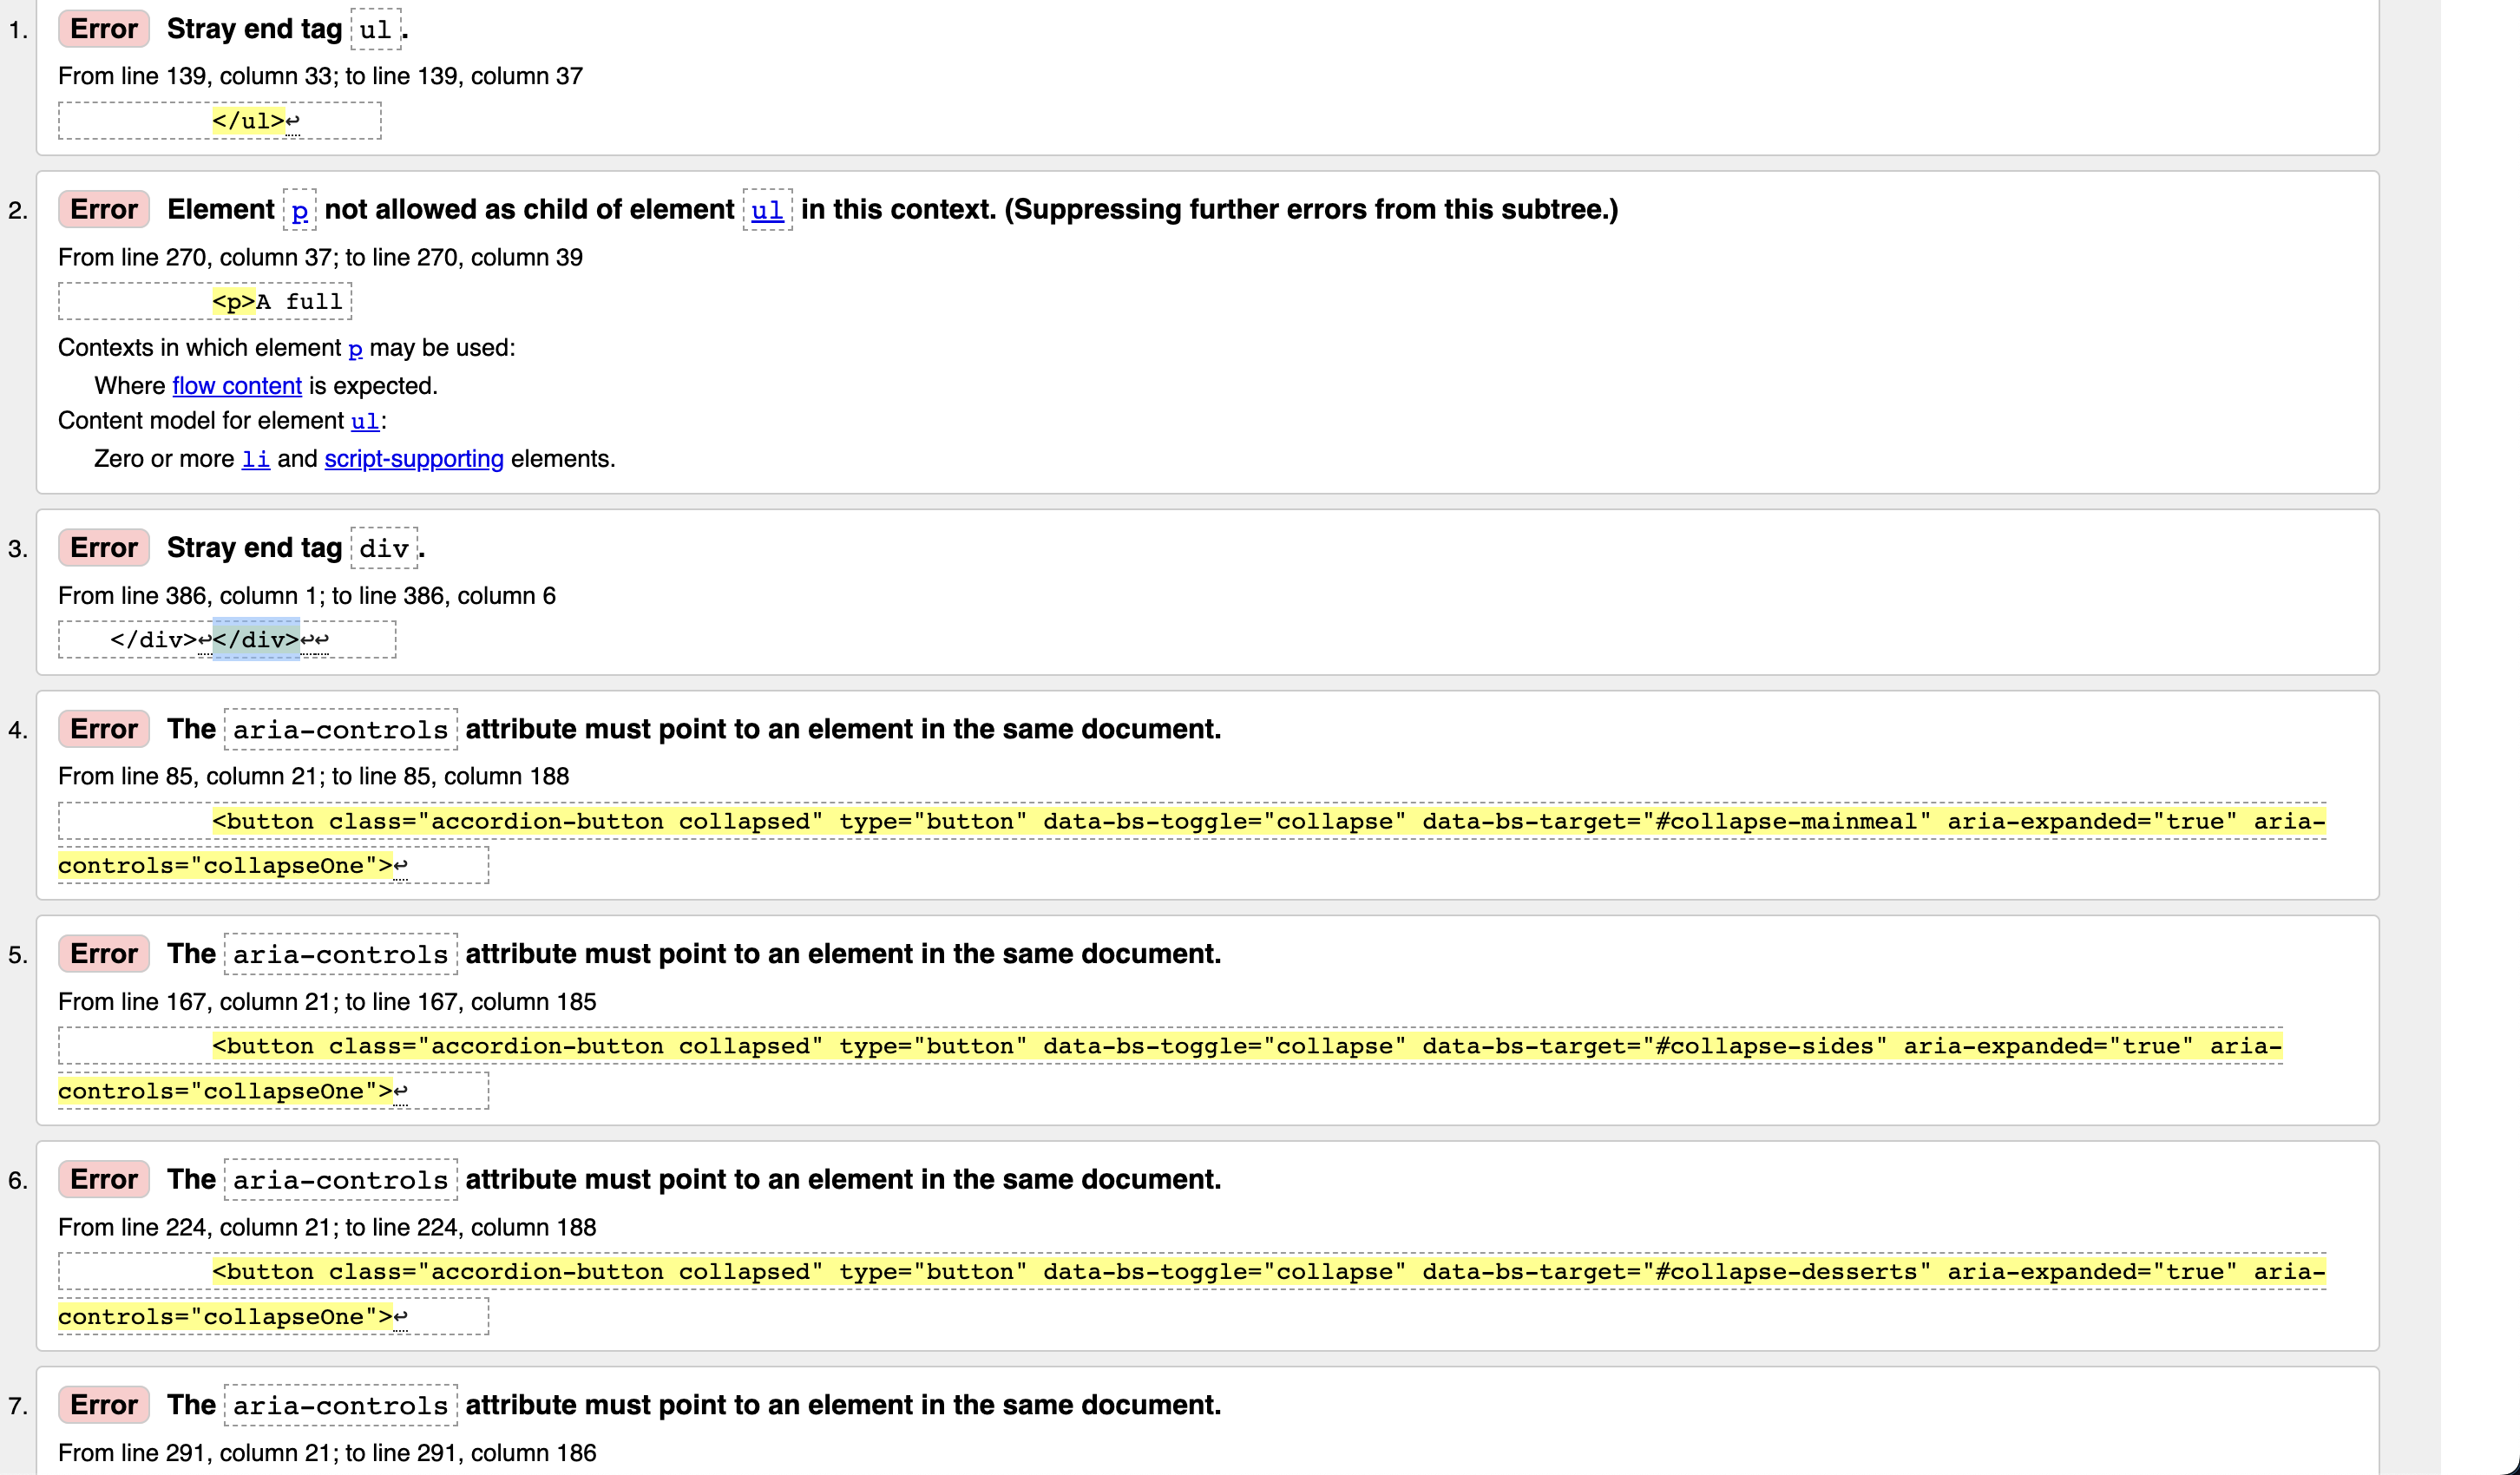 1. Error Stray end tag ul.
From line 139, column 33; to line 139, column 37
</ul>↩
2. Error Element p not allowed as child of element ul in this context. (Suppressing further errors from this subtree.)
From line 270, column 37; to line 270, column 39
<p>A full
Contexts in which element p may be used:
Where flow content is expected.
Content model for element ul:
Zero or more li and script-supporting elements.
3. Error Stray end tag div.
From line 386, column 1; to line 386, column 6
</div>↩</div>↩↩
4. Error The aria-controls attribute must point to an element in the same document.
From line 85, column 21; to line 85, column 188
<button class="accordion-button collapsed" type="button" data-bs-toggle="collapse" data-bs-target="#collapse-mainmeal" aria-expanded="true" aria-
controls="collapseOne">↩
5. Error The aria-controls attribute must point to an element in the same document.
From line 167, column 21; to line 167, column 185
<button class="accordion-button collapsed" type="button" data-bs-toggle="collapse" data-bs-target="#collapse-sides" aria-expanded="true" aria-
controls="collapseOne">↩
6. Error The aria-controls attribute must point to an element in the same document.
From line 224, column 21; to line 224, column 188
<button class="accordion-button collapsed" type="button" data-bs-toggle="collapse" data-bs-target="#collapse-desserts" aria-expanded="true" aria-
controls="collapseOne">↩
7. Error The aria-controls attribute must point to an element in the same document.
From line 291, column 21; to line 291, column 186